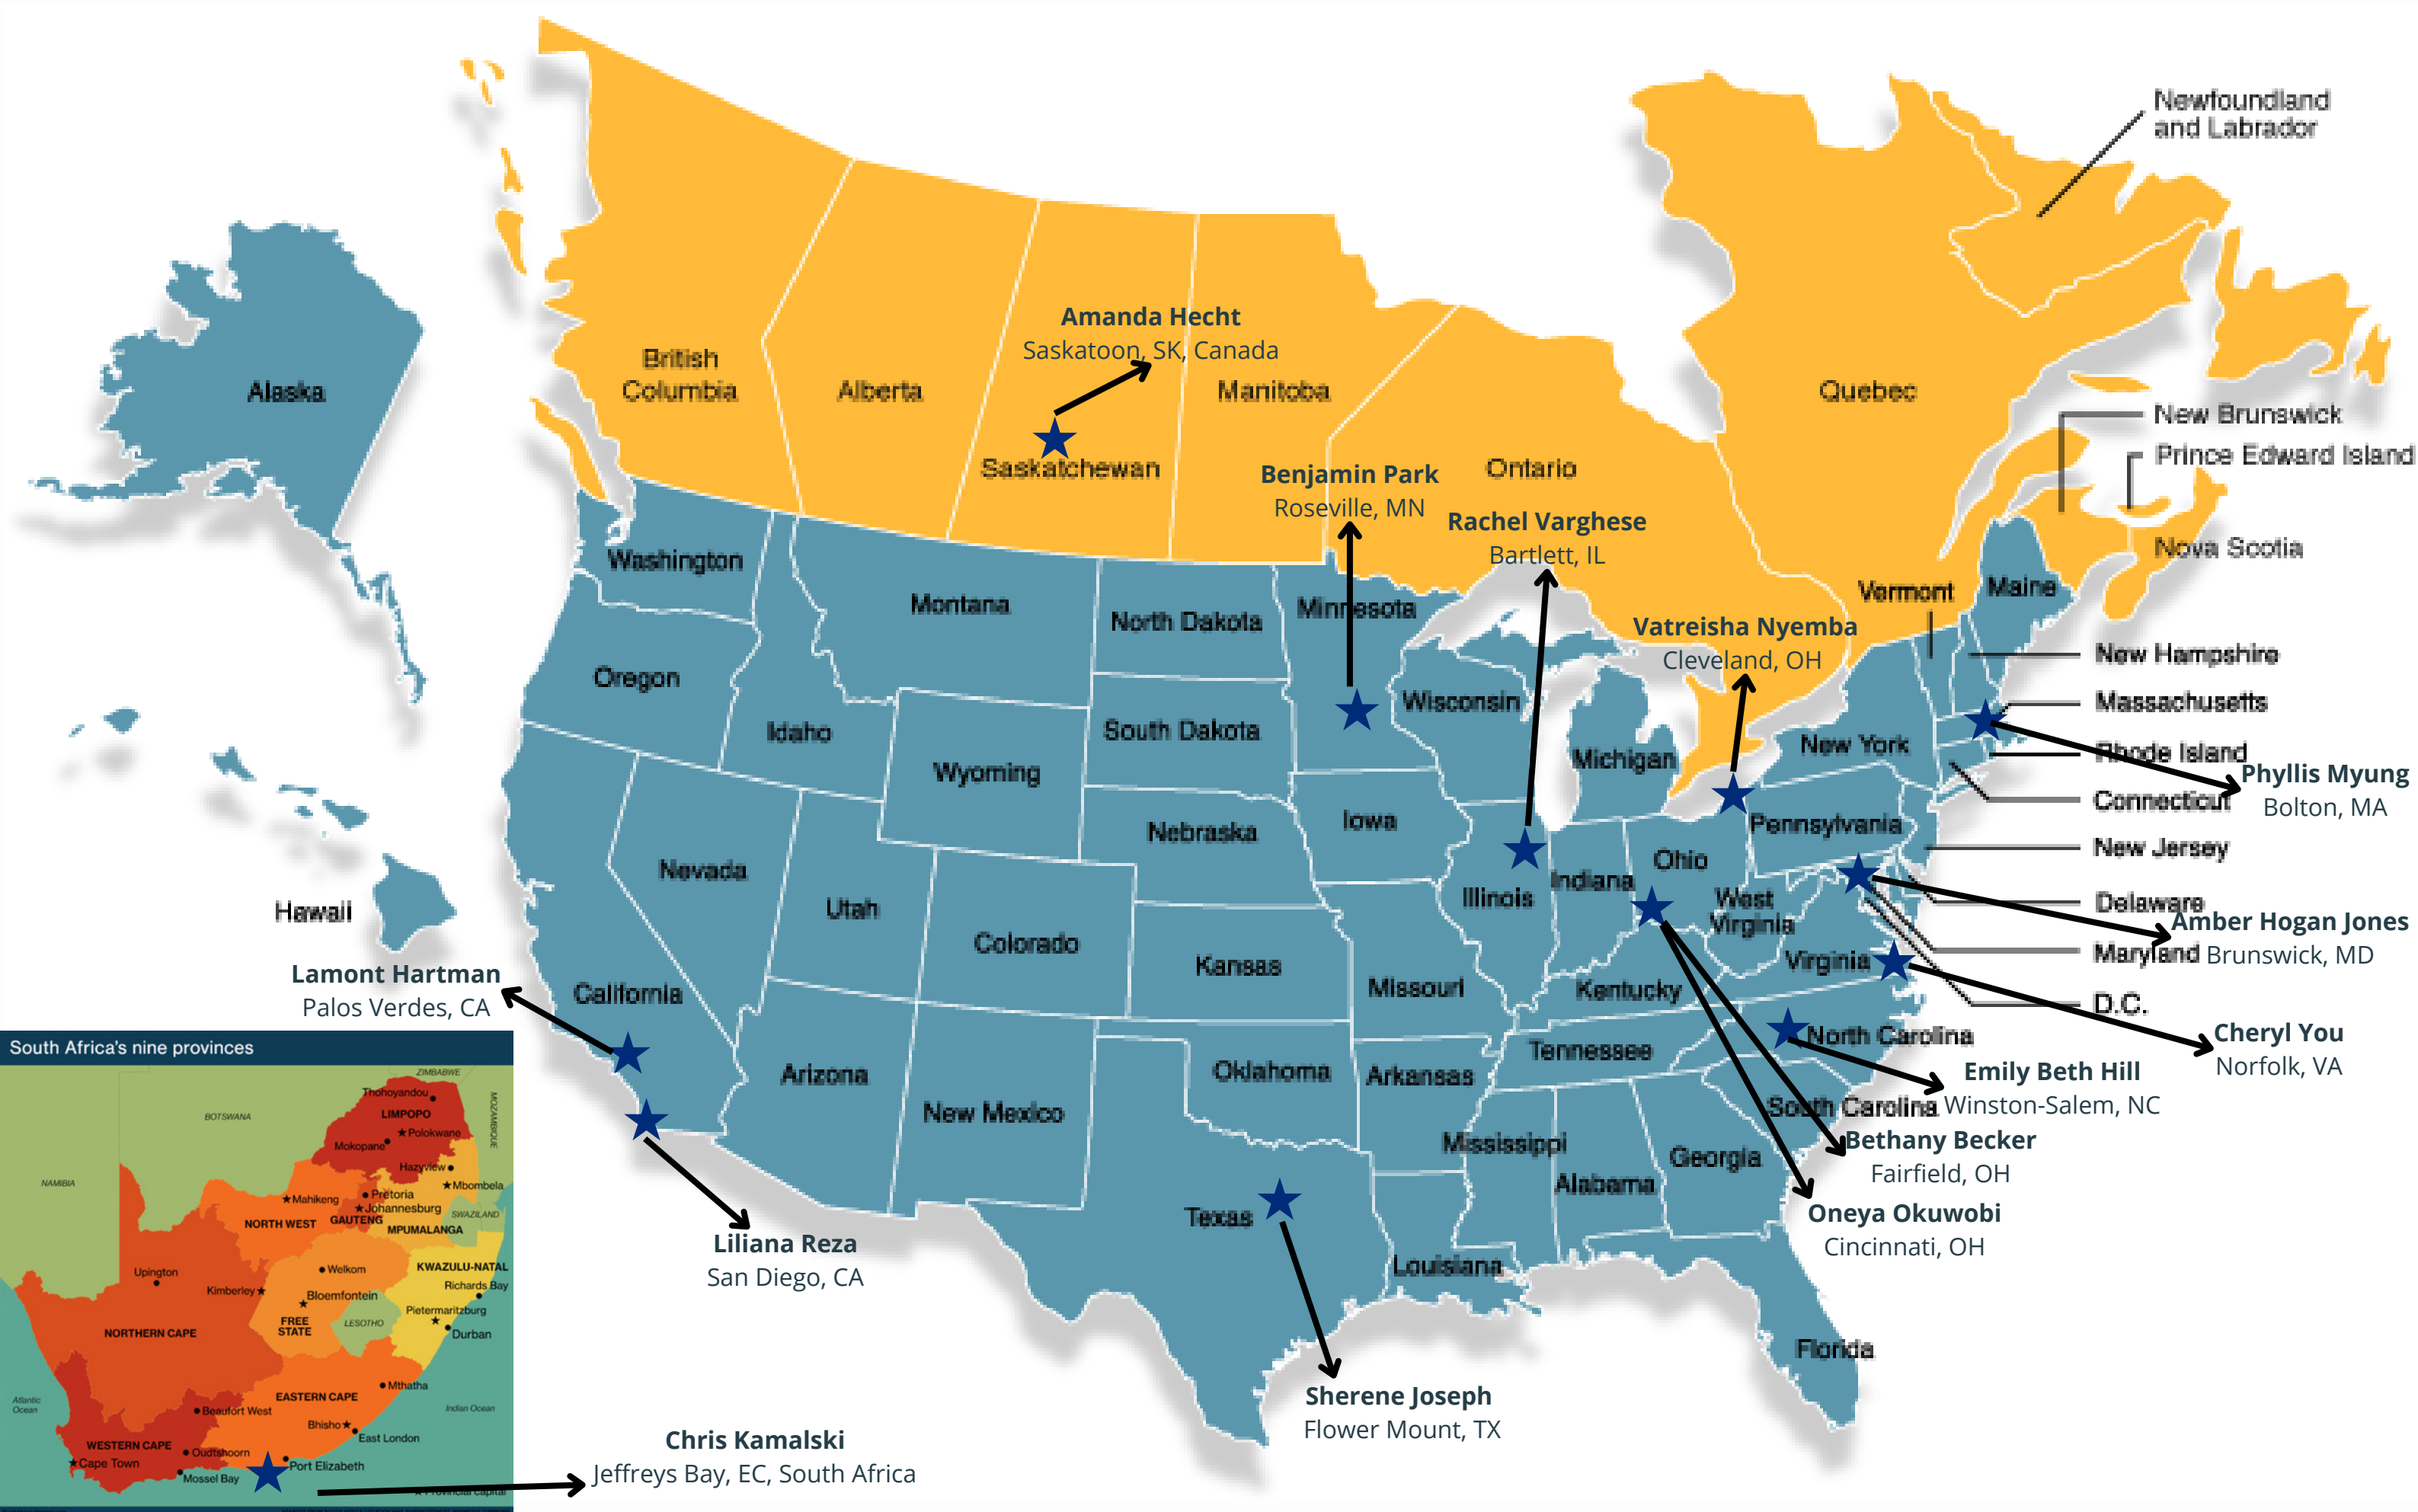 Newfoundland
and Labrador
Alaska
British
Columbia
Alberta
Amanda Hecht
Saskatoon, SK, Canada
Saskatchewan
Manitoba
Ontario
Quebec
New Brunswick
Prince Edward Island
Nova Scotia
Benjamin Park
Roseville, MN
Rachel Varghese
Bartlett, IL
Vatreisha Nyemba
Cleveland, OH
Washington
Oregon
Idaho
Montana
North Dakota
South Dakota
Minnesota
Wisconsin
Michigan
Vermont
Maine
New Hampshire
Massachusetts
Rhode Island
Connecticut
New Jersey
Delaware
Maryland
D.C.
Phyllis Myung
Bolton, MA
Amber Hogan Jones
Brunswick, MD
Cheryl You
Norfolk, VA
New York
Pennsylvania
Wyoming
Nebraska
Iowa
Nevada
Utah
Colorado
Kansas
Missouri
Illinois
Indiana
Ohio
West
Virginia
Virginia
Kentucky
Tennessee
North Carolina
South Carolina
Emily Beth Hill
Winston-Salem, NC
Bethany Becker
Fairfield, OH
Oneya Okuwobi
Cincinnati, OH
Hawaii
California
Lamont Hartman
Palos Verdes, CA
Arizona
New Mexico
Oklahoma
Arkansas
Texas
Mississippi
Alabama
Georgia
Louisiana
Florida
Liliana Reza
San Diego, CA
Sherene Joseph
Flower Mount, TX
Chris Kamalski
Jeffreys Bay, EC, South Africa
South Africa's nine provinces
ZIMBABWE
BOTSWANA
MOZAMBIQUE
NAMIBIA
Thohoyandou
LIMPOPO
Polokwane
Mokopane
Hazyview
Mbombela
Mahikeng
Pretoria
Johannesburg
NORTH WEST
GAUTENG
MPUMALANGA
SWAZILAND
Upington
Kimberley
Welkom
Bloemfontein
FREE
STATE
LESOTHO
KWAZULU-NATAL
Richards Bay
Pietermaritzburg
Durban
NORTHERN CAPE
EASTERN CAPE
Mthatha
Atlantic
Ocean
Indian Ocean
Beaufort West
Bhisho
East London
WESTERN CAPE
Oudtshoorn
Cape Town
Mossel Bay
Port Elizabeth
Provincial capital